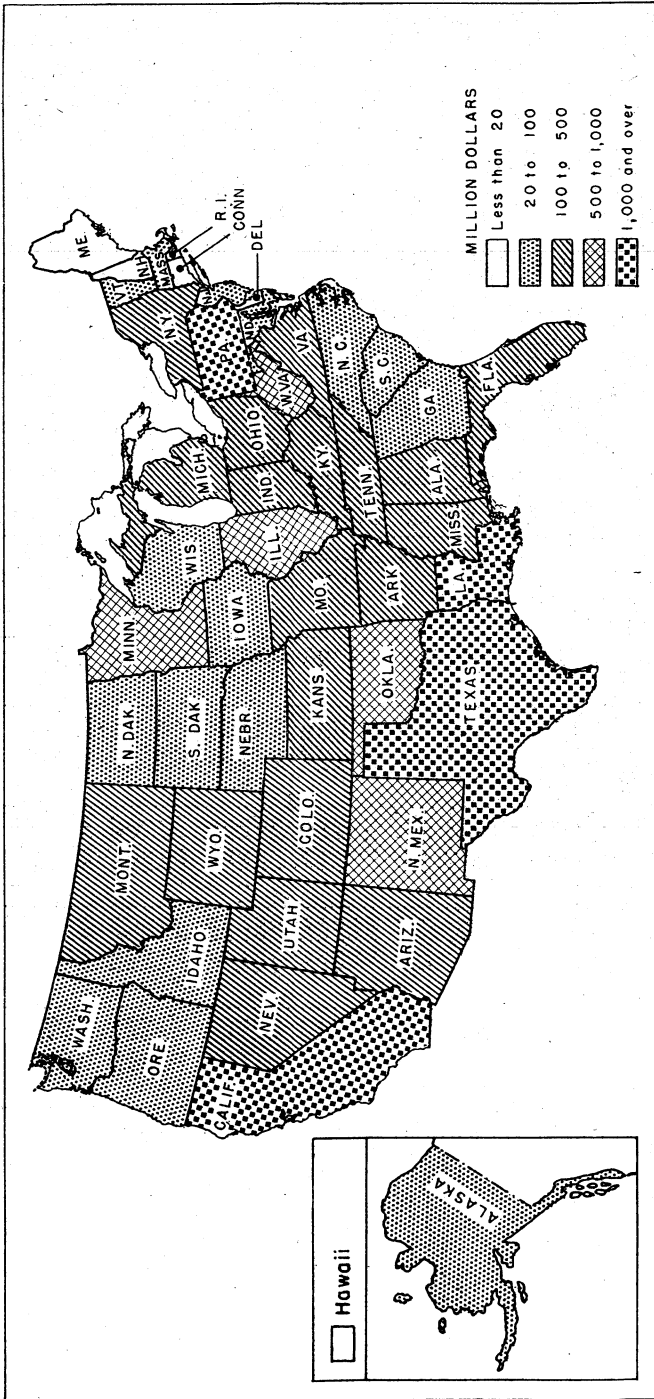 WASH.
ORE.
CALIF.
IDAHO
NEV.
MONT.
WYO.
UTAH
ARIZ.
COLO.
N. MEX.
N. DAK.
S. DAK.
NEBR.
KANS.
OKLA.
TEXAS
MINN.
IOWA
MO.
ARK.
LA.
WIS.
ILL.
MICH.
IND.
OHIO
KY.
TENN.
MISS.
ALA.
GA.
FLA.
S.C.
N.C.
VA.
W.VA.
PA.
N.Y.
VT.
N.H.
ME.
MASS.
R.I.
CONN
DEL
Hawaii
ALASKA
MILLION DOLLARS
Less than 20
20 to 100
100 to 500
500 to 1,000
1,000 and over